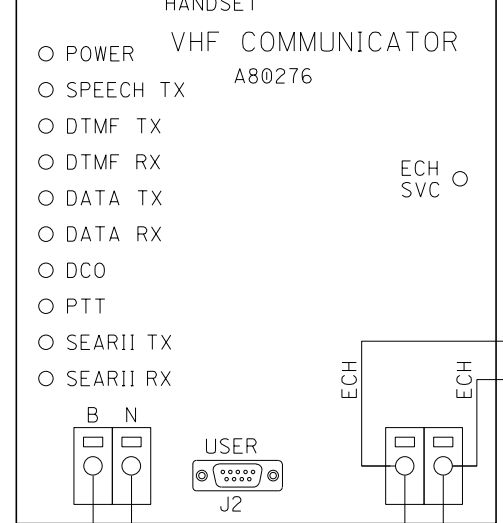 HANDSET
VHF COMMUNICATOR
A80276
POWER
SPEECH TX
DTMF TX
DTMF RX
DATA TX
DATA RX
DCO
PTT
SEARII TX
SEARII RX
ECH
SVC
ECH
ECH
B N
USER
J2